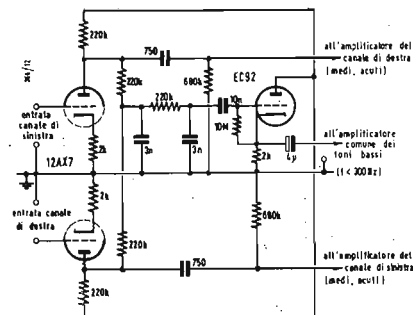 220k
750
all'amplificatore del
canale di destra
(medi, acuti)
220k
680k
EC92
220k
10n
entrata
canale di
sinistra
10M
3n
3n
2k
4µ
all'amplificatore
comune dei
toni bassi
(f < 300Hz)
2k
12AX7
2k
entrata canale
di destra
220k
680k
750
all'amplificatore del
canale di sinistra
(medi, acuti)
220k